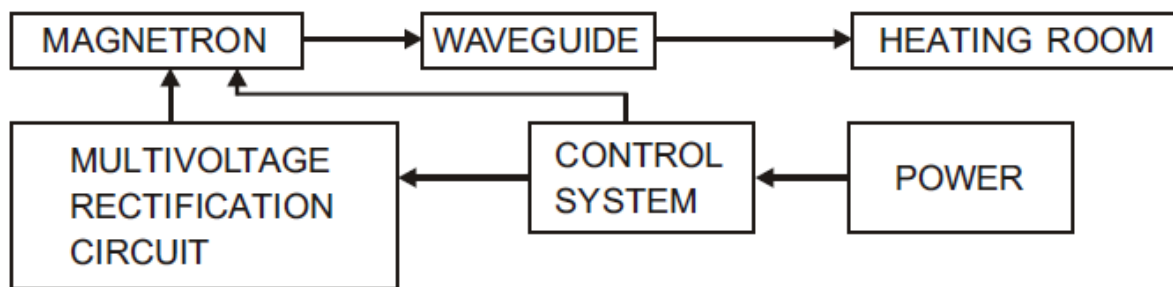 MAGNETRON
WAVEGUIDE
HEATING ROOM
MULTIVOLTAGE
RECTIFICATION
CIRCUIT
CONTROL
SYSTEM
POWER